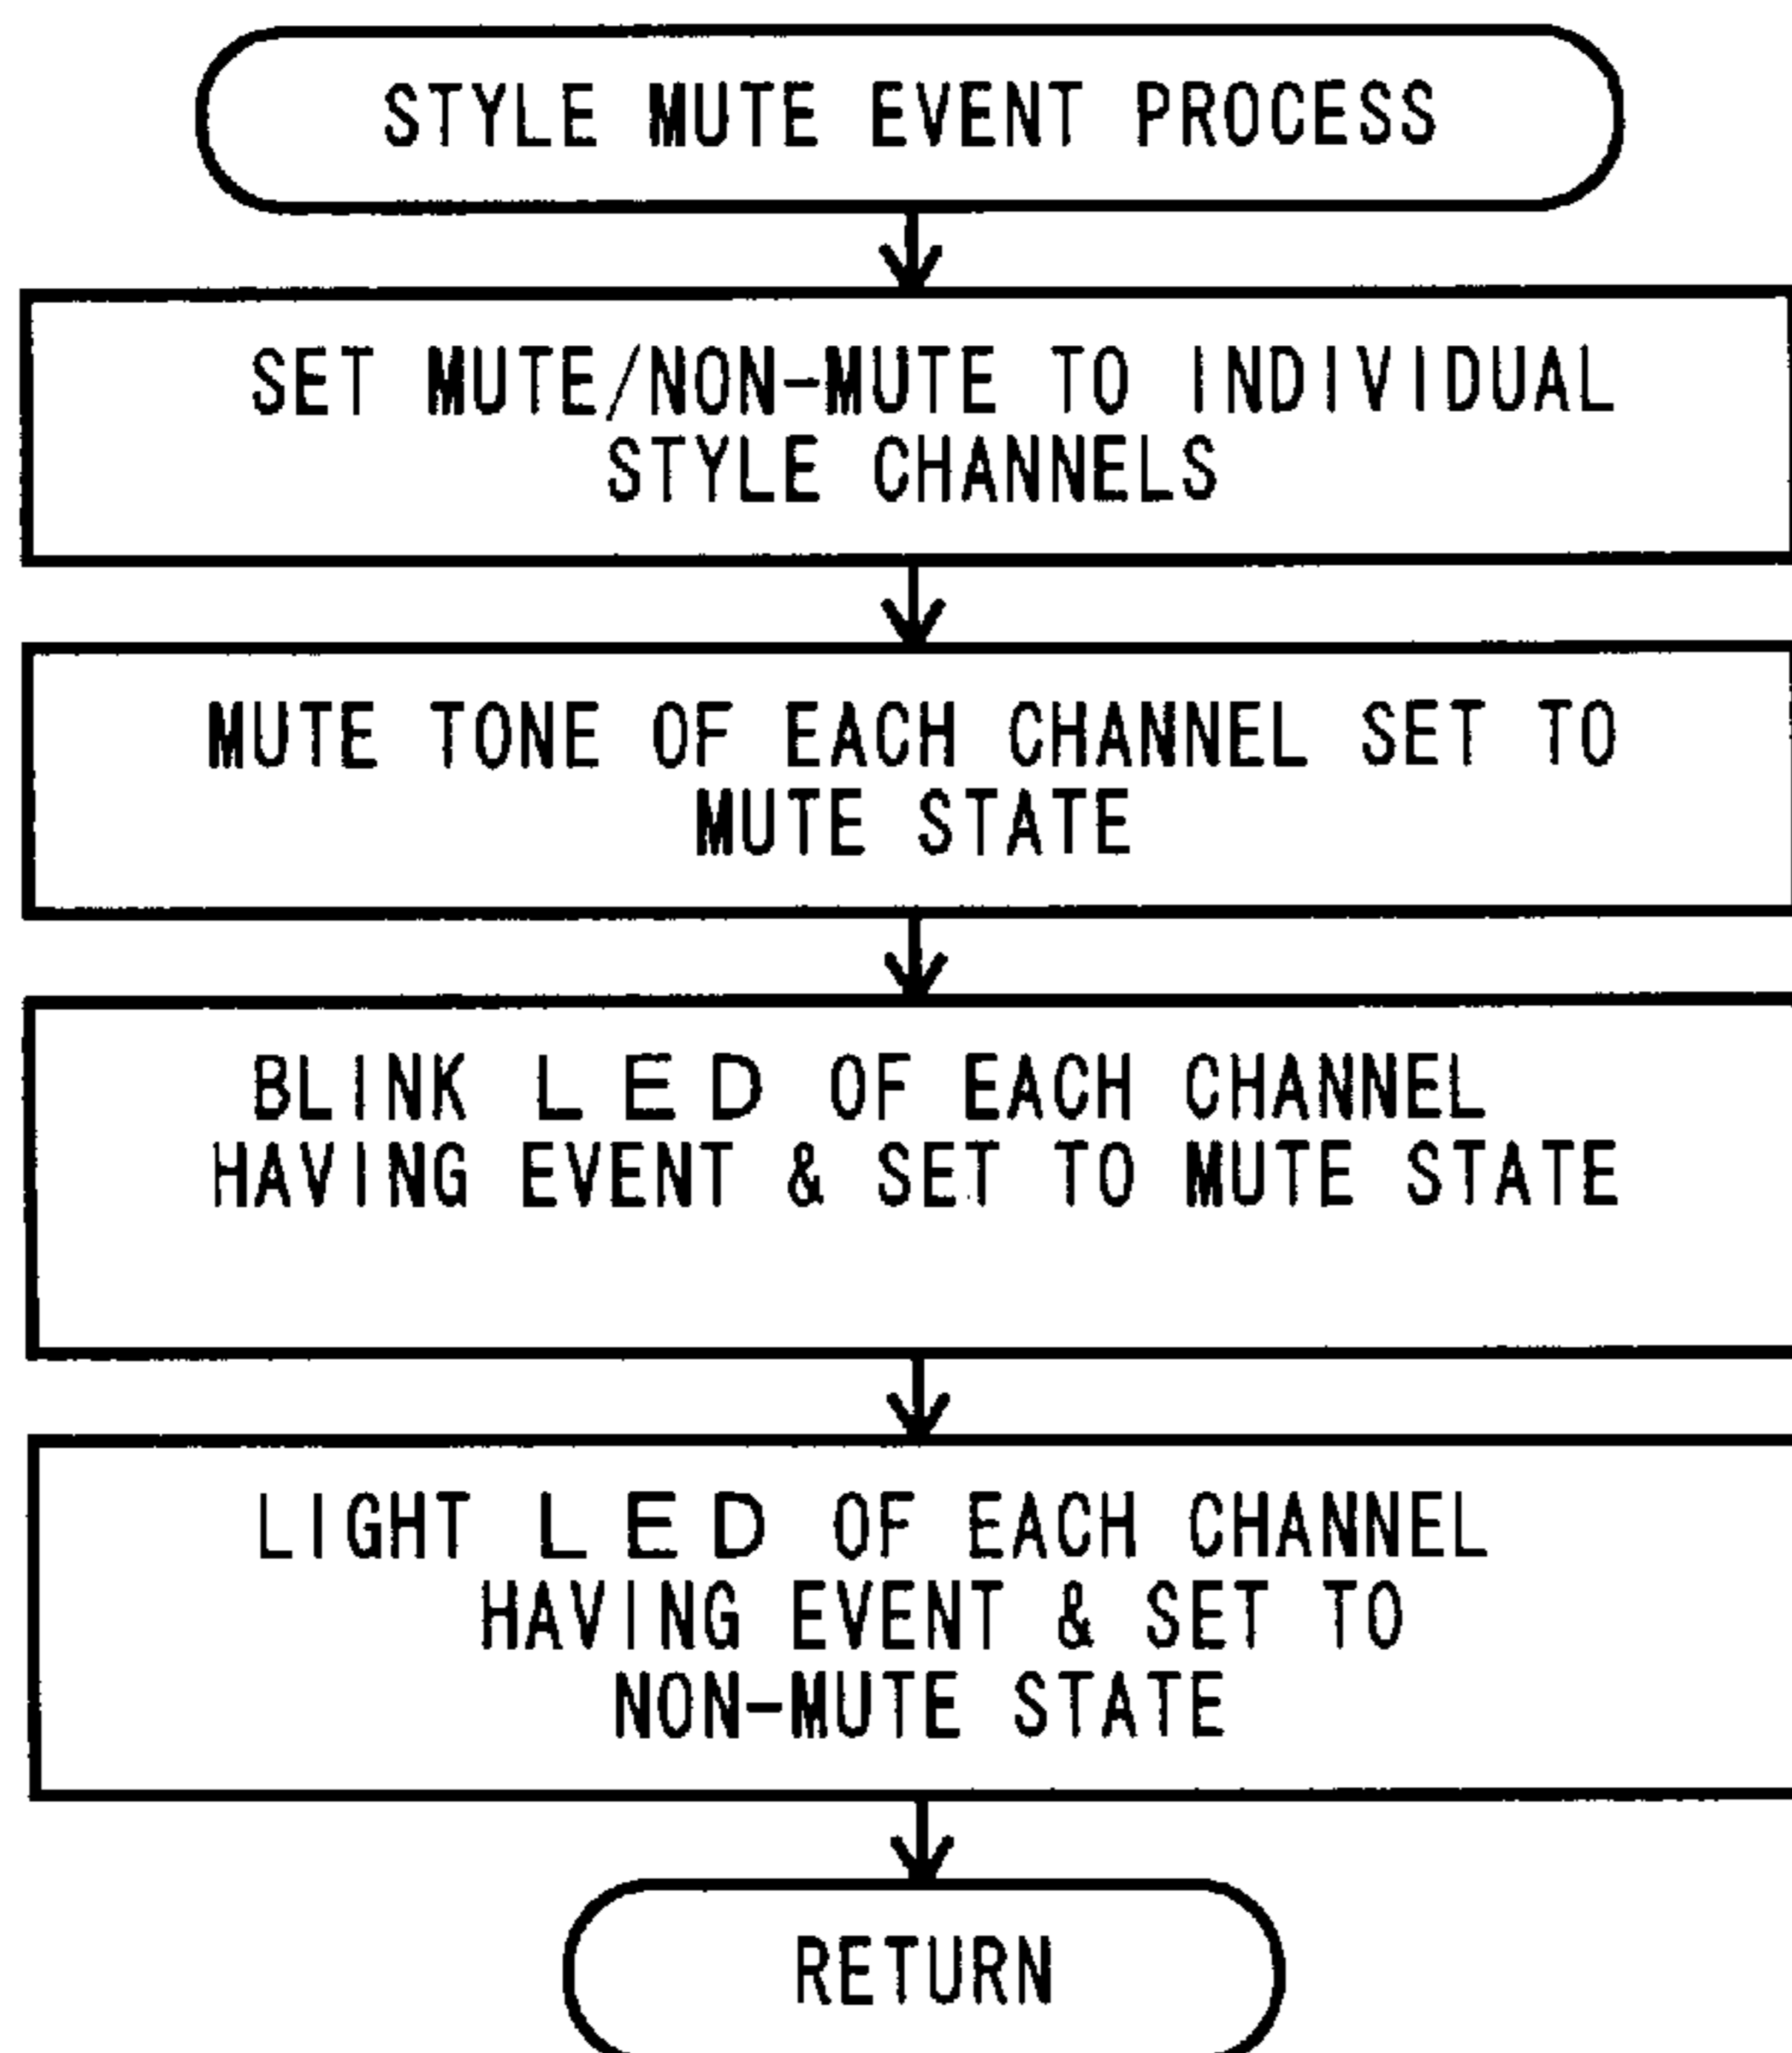 STYLE MUTE EVENT PROCESS
SET MUTE/NON-MUTE TO INDIVIDUAL
STYLE CHANNELS
MUTE TONE OF EACH CHANNEL SET TO
MUTE STATE
BLINK LED OF EACH CHANNEL
HAVING EVENT & SET TO MUTE STATE
LIGHT LED OF EACH CHANNEL
HAVING EVENT & SET TO
NON-MUTE STATE
RETURN